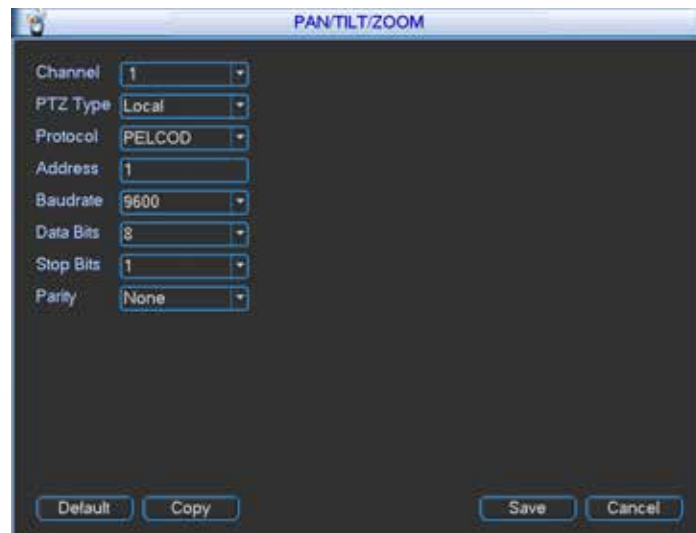 PAN/TILT/ZOOM
Channel 1
PTZ Type Local
Protocol PELCOD
Address 1
Baudrate 9600
Data Bits 8
Stop Bits 1
Parity None
Default Copy Save Cancel